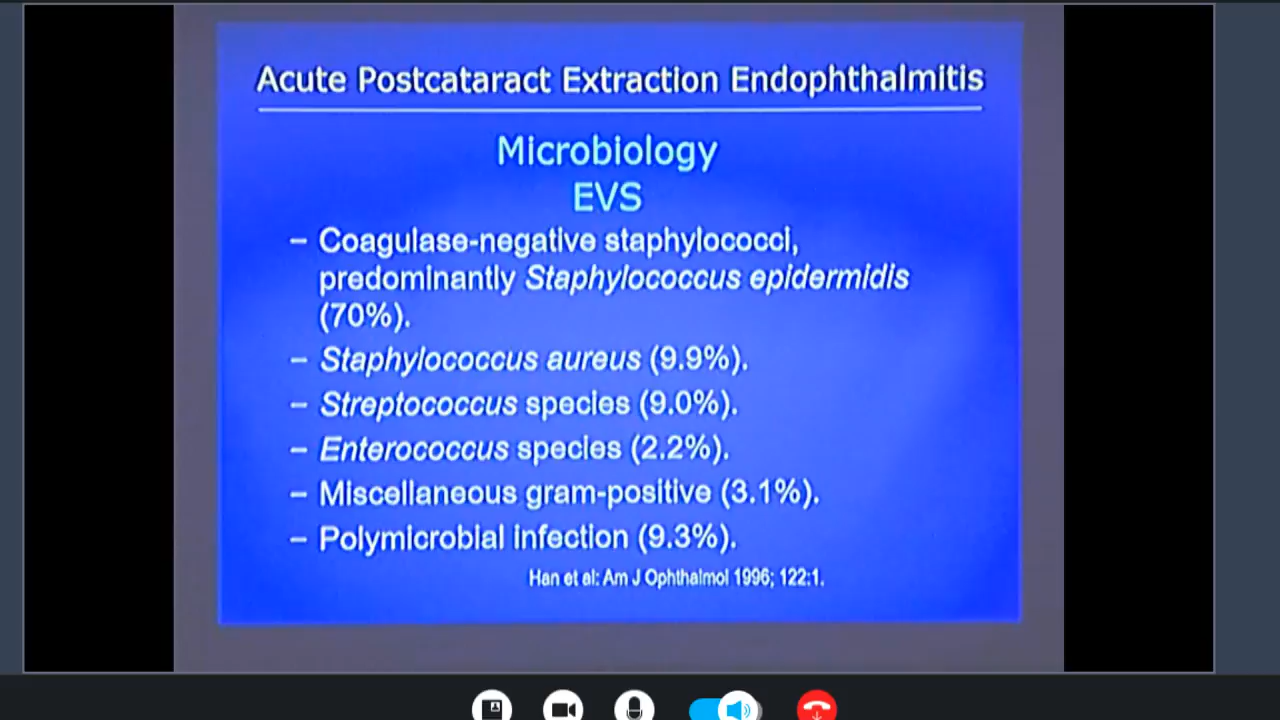 Acute Postcataract Extraction Endophthalmitis
Microbiology
EVS
– Coagulase-negative staphylococci,
predominantly Staphylococcus epidermidis
(70%).
– Staphylococcus aureus (9.9%).
– Streptococcus species (9.0%).
– Enterococcus species (2.2%).
– Miscellaneous gram-positive (3.1%).
– Polymicrobial infection (9.3%).
Han et al: Am J Ophthalmol 1996; 122:1.